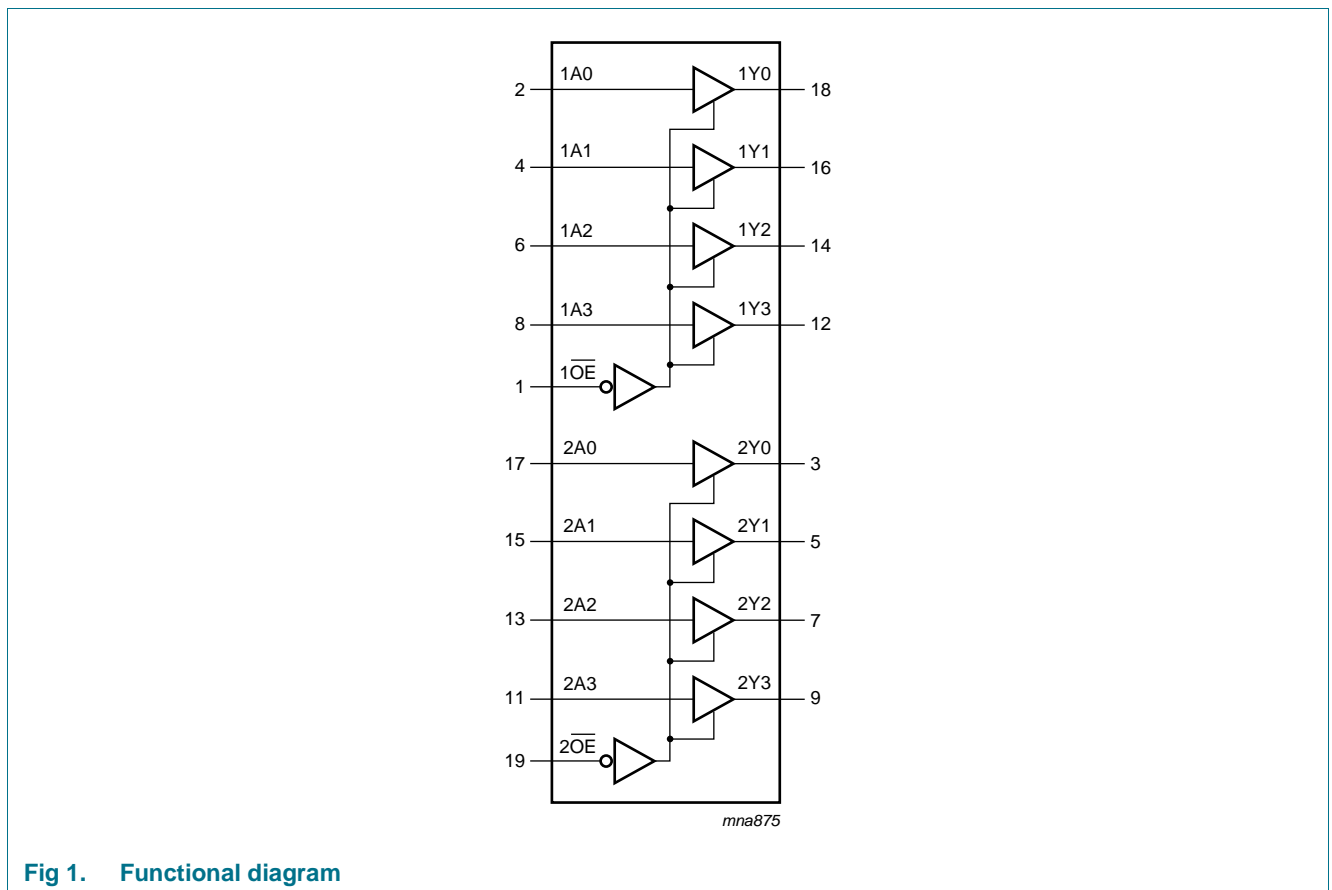 2 1A0 1Y0 18
4 1A1 1Y1 16
6 1A2 1Y2 14
8 1A3 1Y3 12
1 1O̅E̅
17 2A0 2Y0 3
15 2A1 2Y1 5
13 2A2 2Y2 7
11 2A3 2Y3 9
19 2O̅E̅
mna875
Fig 1. Functional diagram